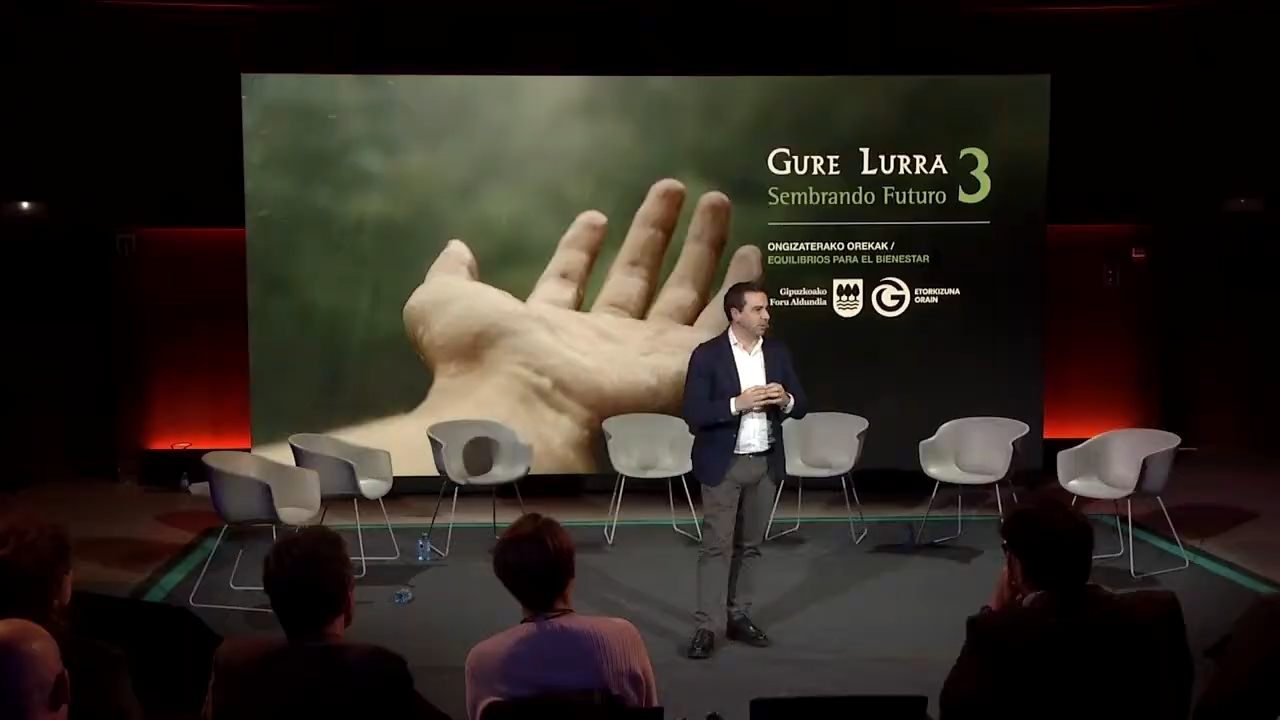 GURE LURRA 3
Sembrando Futuro
ONGIZATERAKO OREKAK /
EQUILIBRIOS PARA EL BIENESTAR
Gipuzkoako
Foru Aldundia
ETORKIZUNA
ORAIN